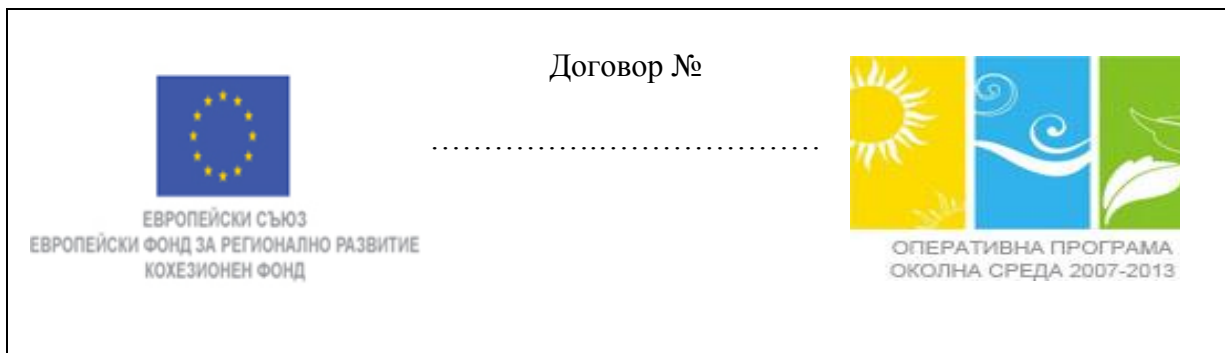 Договор №
…………………………………
ЕВРОПЕЙСКИ СЪЮЗ
ЕВРОПЕЙСКИ ФОНД ЗА РЕГИОНАЛНО РАЗВИТИЕ
КОХЕЗИОНЕН ФОНД
ОПЕРАТИВНА ПРОГРАМА
ОКОЛНА СРЕДА 2007-2013